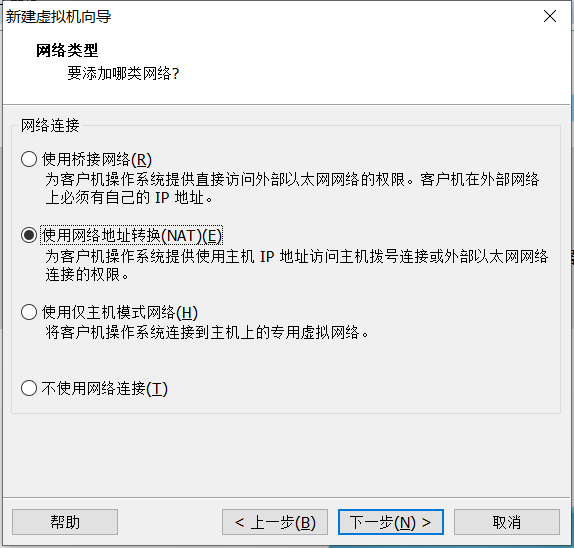 新建虚拟机向导
网络类型
要添加哪类网络?
网络连接
使用桥接网络(R)
为客户机操作系统提供直接访问外部以太网网络的权限。客户机在外部网络
上必须有自己的 IP 地址。
使用网络地址转换(NAT)(E)
为客户机操作系统提供使用主机 IP 地址访问主机拨号连接或外部以太网网络
连接的权限。
使用仅主机模式网络(H)
将客户机操作系统连接到主机上的专用虚拟网络。
不使用网络连接(T)
帮助
< 上一步(B)
下一步(N) >
取消